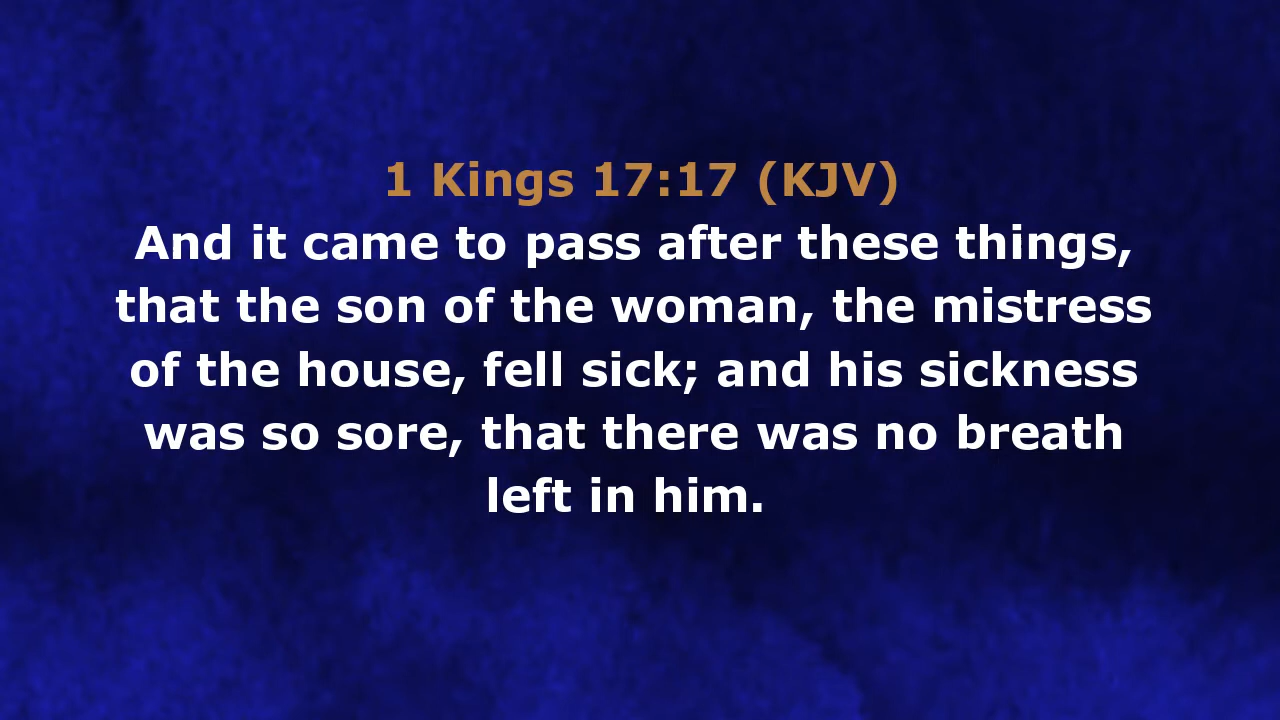 1 Kings 17:17 (KJV)
And it came to pass after these things,
that the son of the woman, the mistress
of the house, fell sick; and his sickness
was so sore, that there was no breath
left in him.